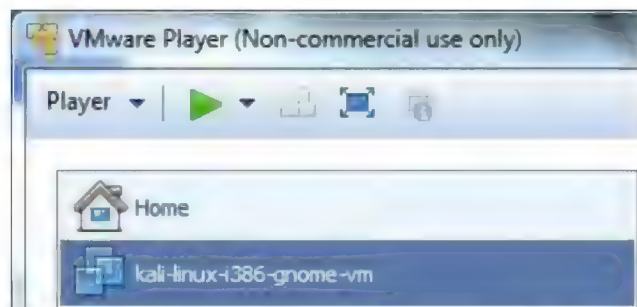 VMware Player (Non-commercial use only)
Player
Home
kali-linux-i386-gnome-vm